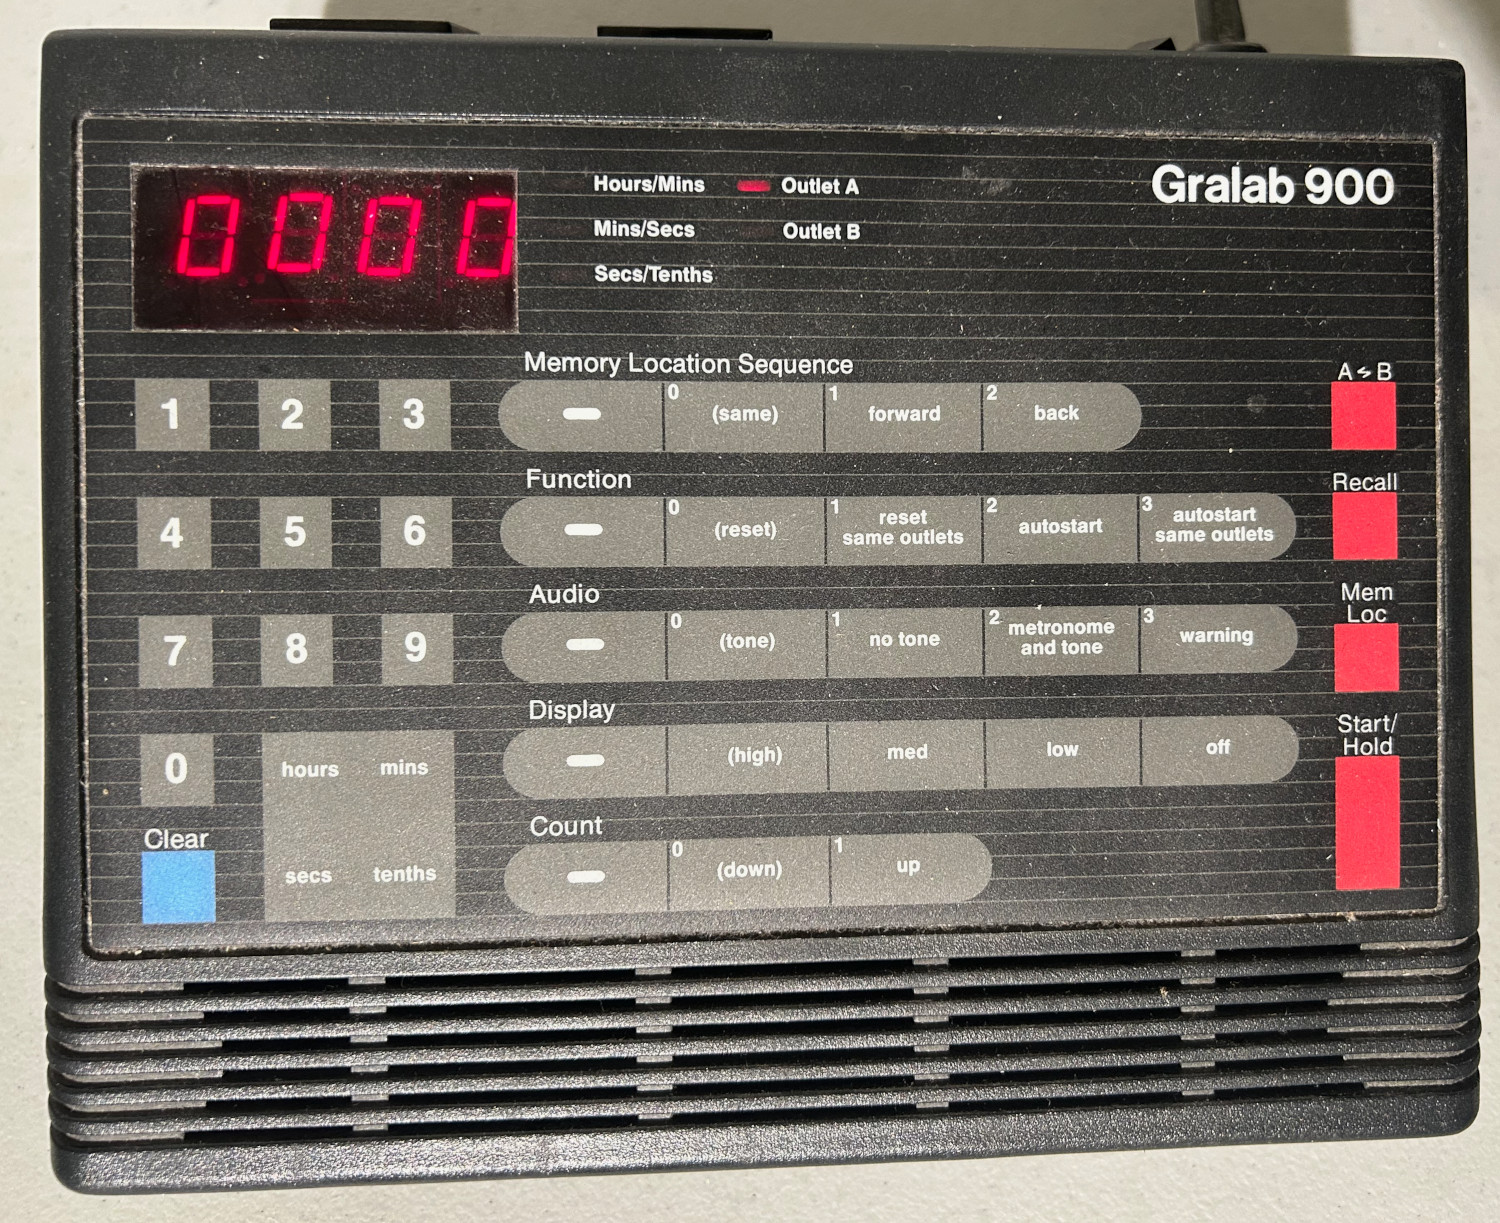 0000
Hours/Mins
Outlet A
Mins/Secs
Outlet B
Secs/Tenths
Gralab 900
Memory Location Sequence
1 2 3
–
0 (same)
1 forward
2 back
A ⇆ B
Function
4 5 6
–
0 (reset)
1 reset
same outlets
2 autostart
3 autostart
same outlets
Recall
Audio
7 8 9
–
0 (tone)
1 no tone
2 metronome
and tone
3 warning
Mem
Loc
Display
0
hours mins
–
(high)
med
low
off
Start/
Hold
Clear
secs tenths
Count
–
0 (down)
1 up